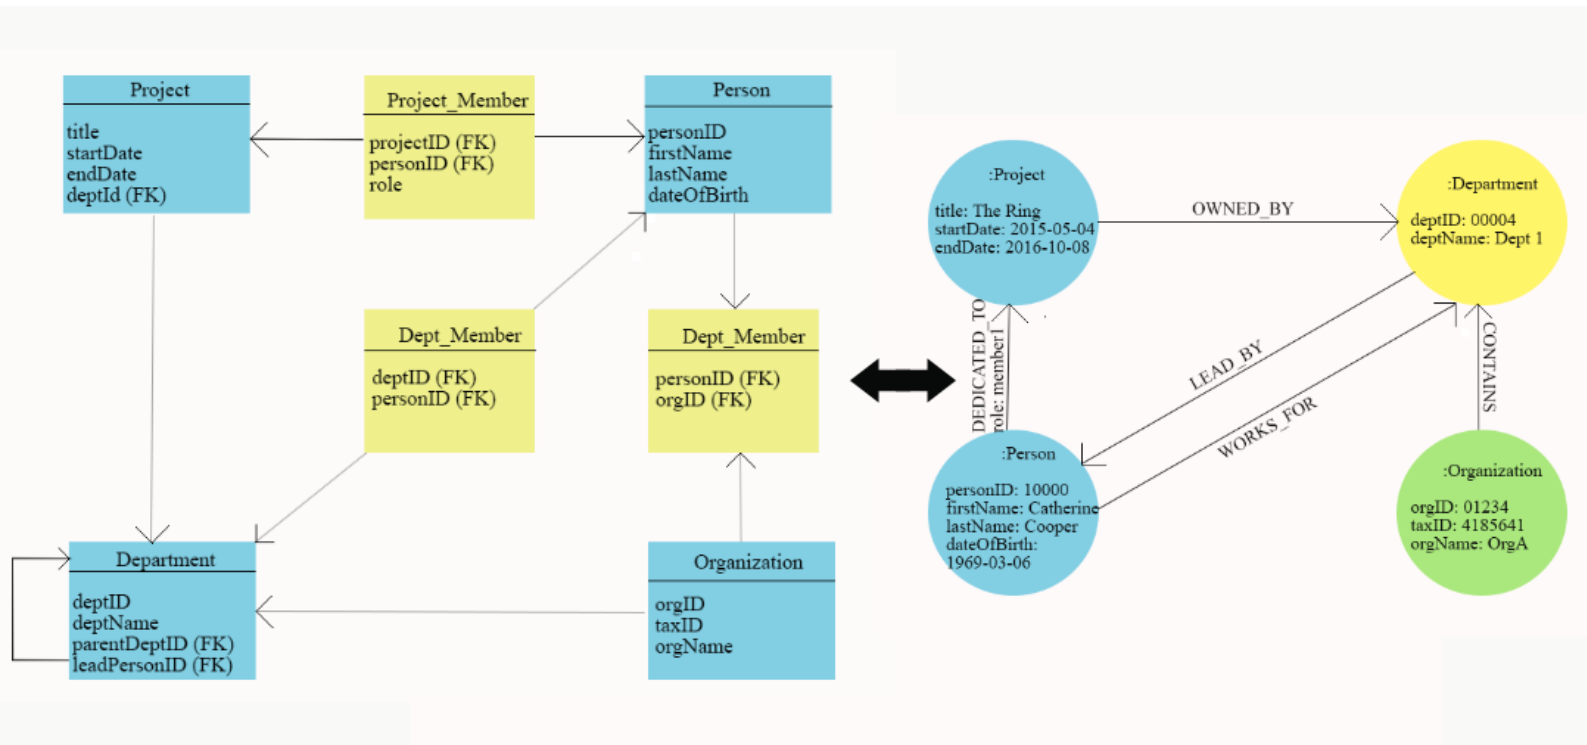 Project
title
startDate
endDate
deptId (FK)
Project_Member
projectID (FK)
personID (FK)
role
Person
personID
firstName
lastName
dateOfBirth
Dept_Member
deptID (FK)
personID (FK)
Dept_Member
personID (FK)
orgID (FK)
Department
deptID
deptName
parentDeptID (FK)
leadPersonID (FK)
Organization
orgID
taxID
orgName
:Project
title: The Ring
startDate: 2015-05-04
endDate: 2016-10-08
OWNED_BY
:Department
deptID: 00004
deptName: Dept 1
DEDICATED_TO
role: member1
LEAD_BY
WORKS_FOR
CONTAINS
:Person
personID: 10000
firstName: Catherine
lastName: Cooper
dateOfBirth:
1969-03-06
:Organization
orgID: 01234
taxID: 4185641
orgName: OrgA